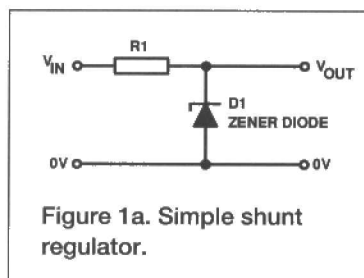 R1
VIN
VOUT
D1
ZENER DIODE
0V
0V
Figure 1a. Simple shunt
regulator.